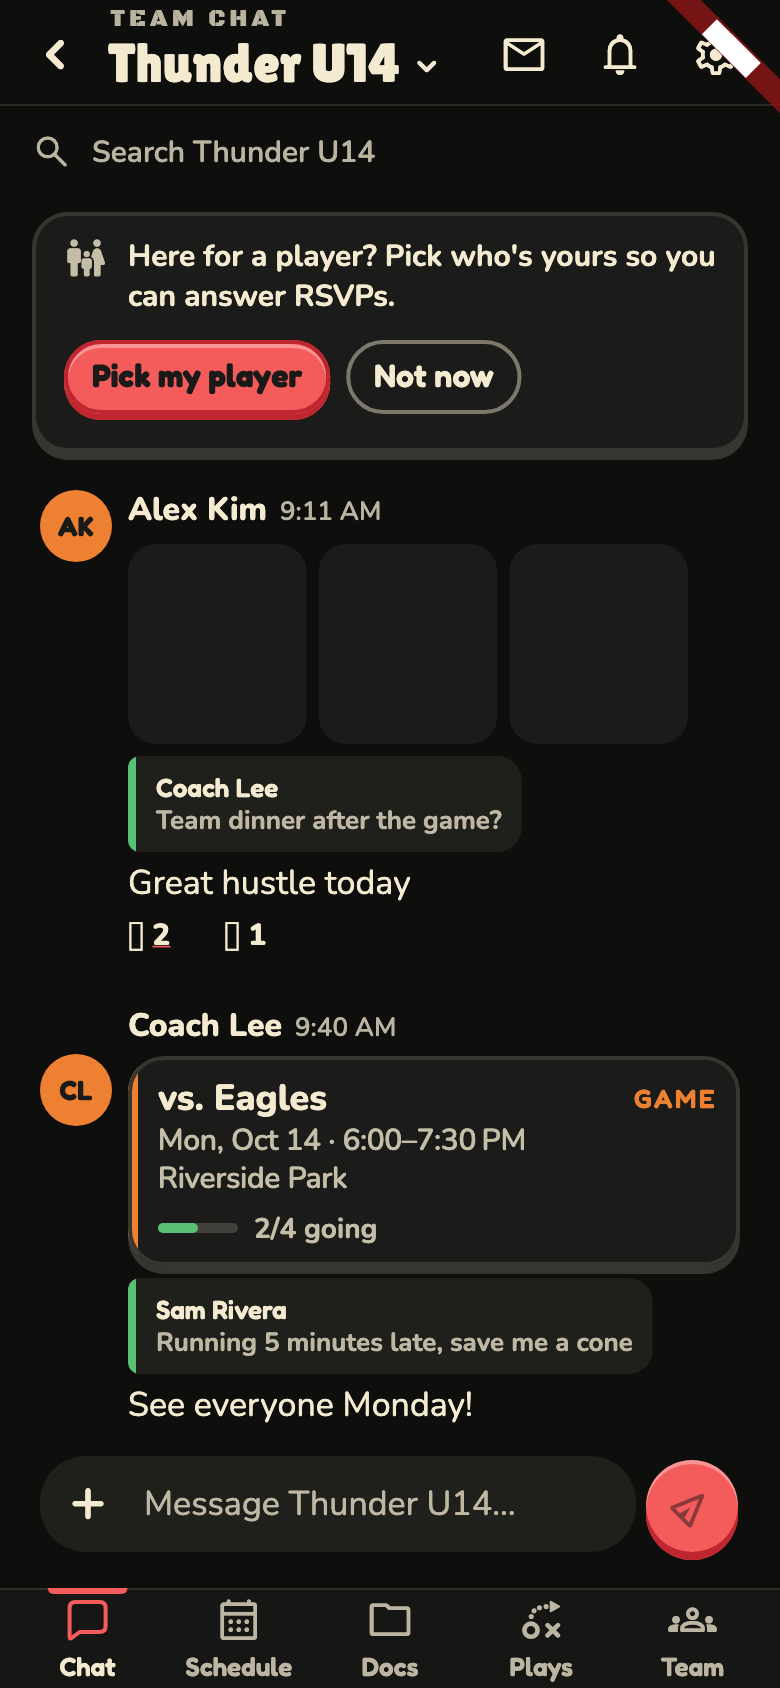 TEAM CHAT
Thunder U14
Search Thunder U14
Here for a player? Pick who's yours so you
can answer RSVPs.
Pick my player
Not now
AK
Alex Kim 9:11 AM
Coach Lee
Team dinner after the game?
Great hustle today
2 1
Coach Lee 9:40 AM
CL
vs. Eagles GAME
Mon, Oct 14 · 6:00–7:30 PM
Riverside Park
2/4 going
Sam Rivera
Running 5 minutes late, save me a cone
See everyone Monday!
Message Thunder U14...
Chat Schedule Docs Plays Team